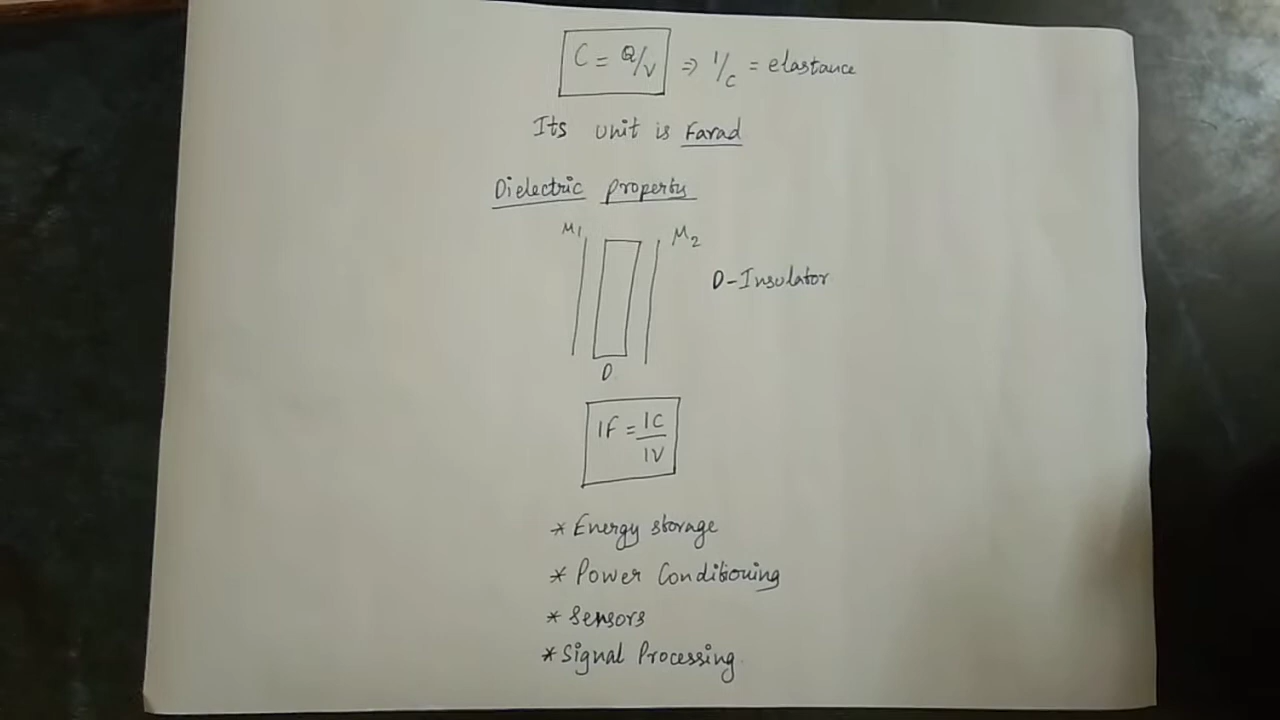 C = Q/V ⇒ 1/C = elastance
Its unit is Farad
Dielectric property
M1 M2
D-Insulator
D
1F = 1C/1V
* Energy storage
* Power Conditioning
* Sensors
* Signal Processing